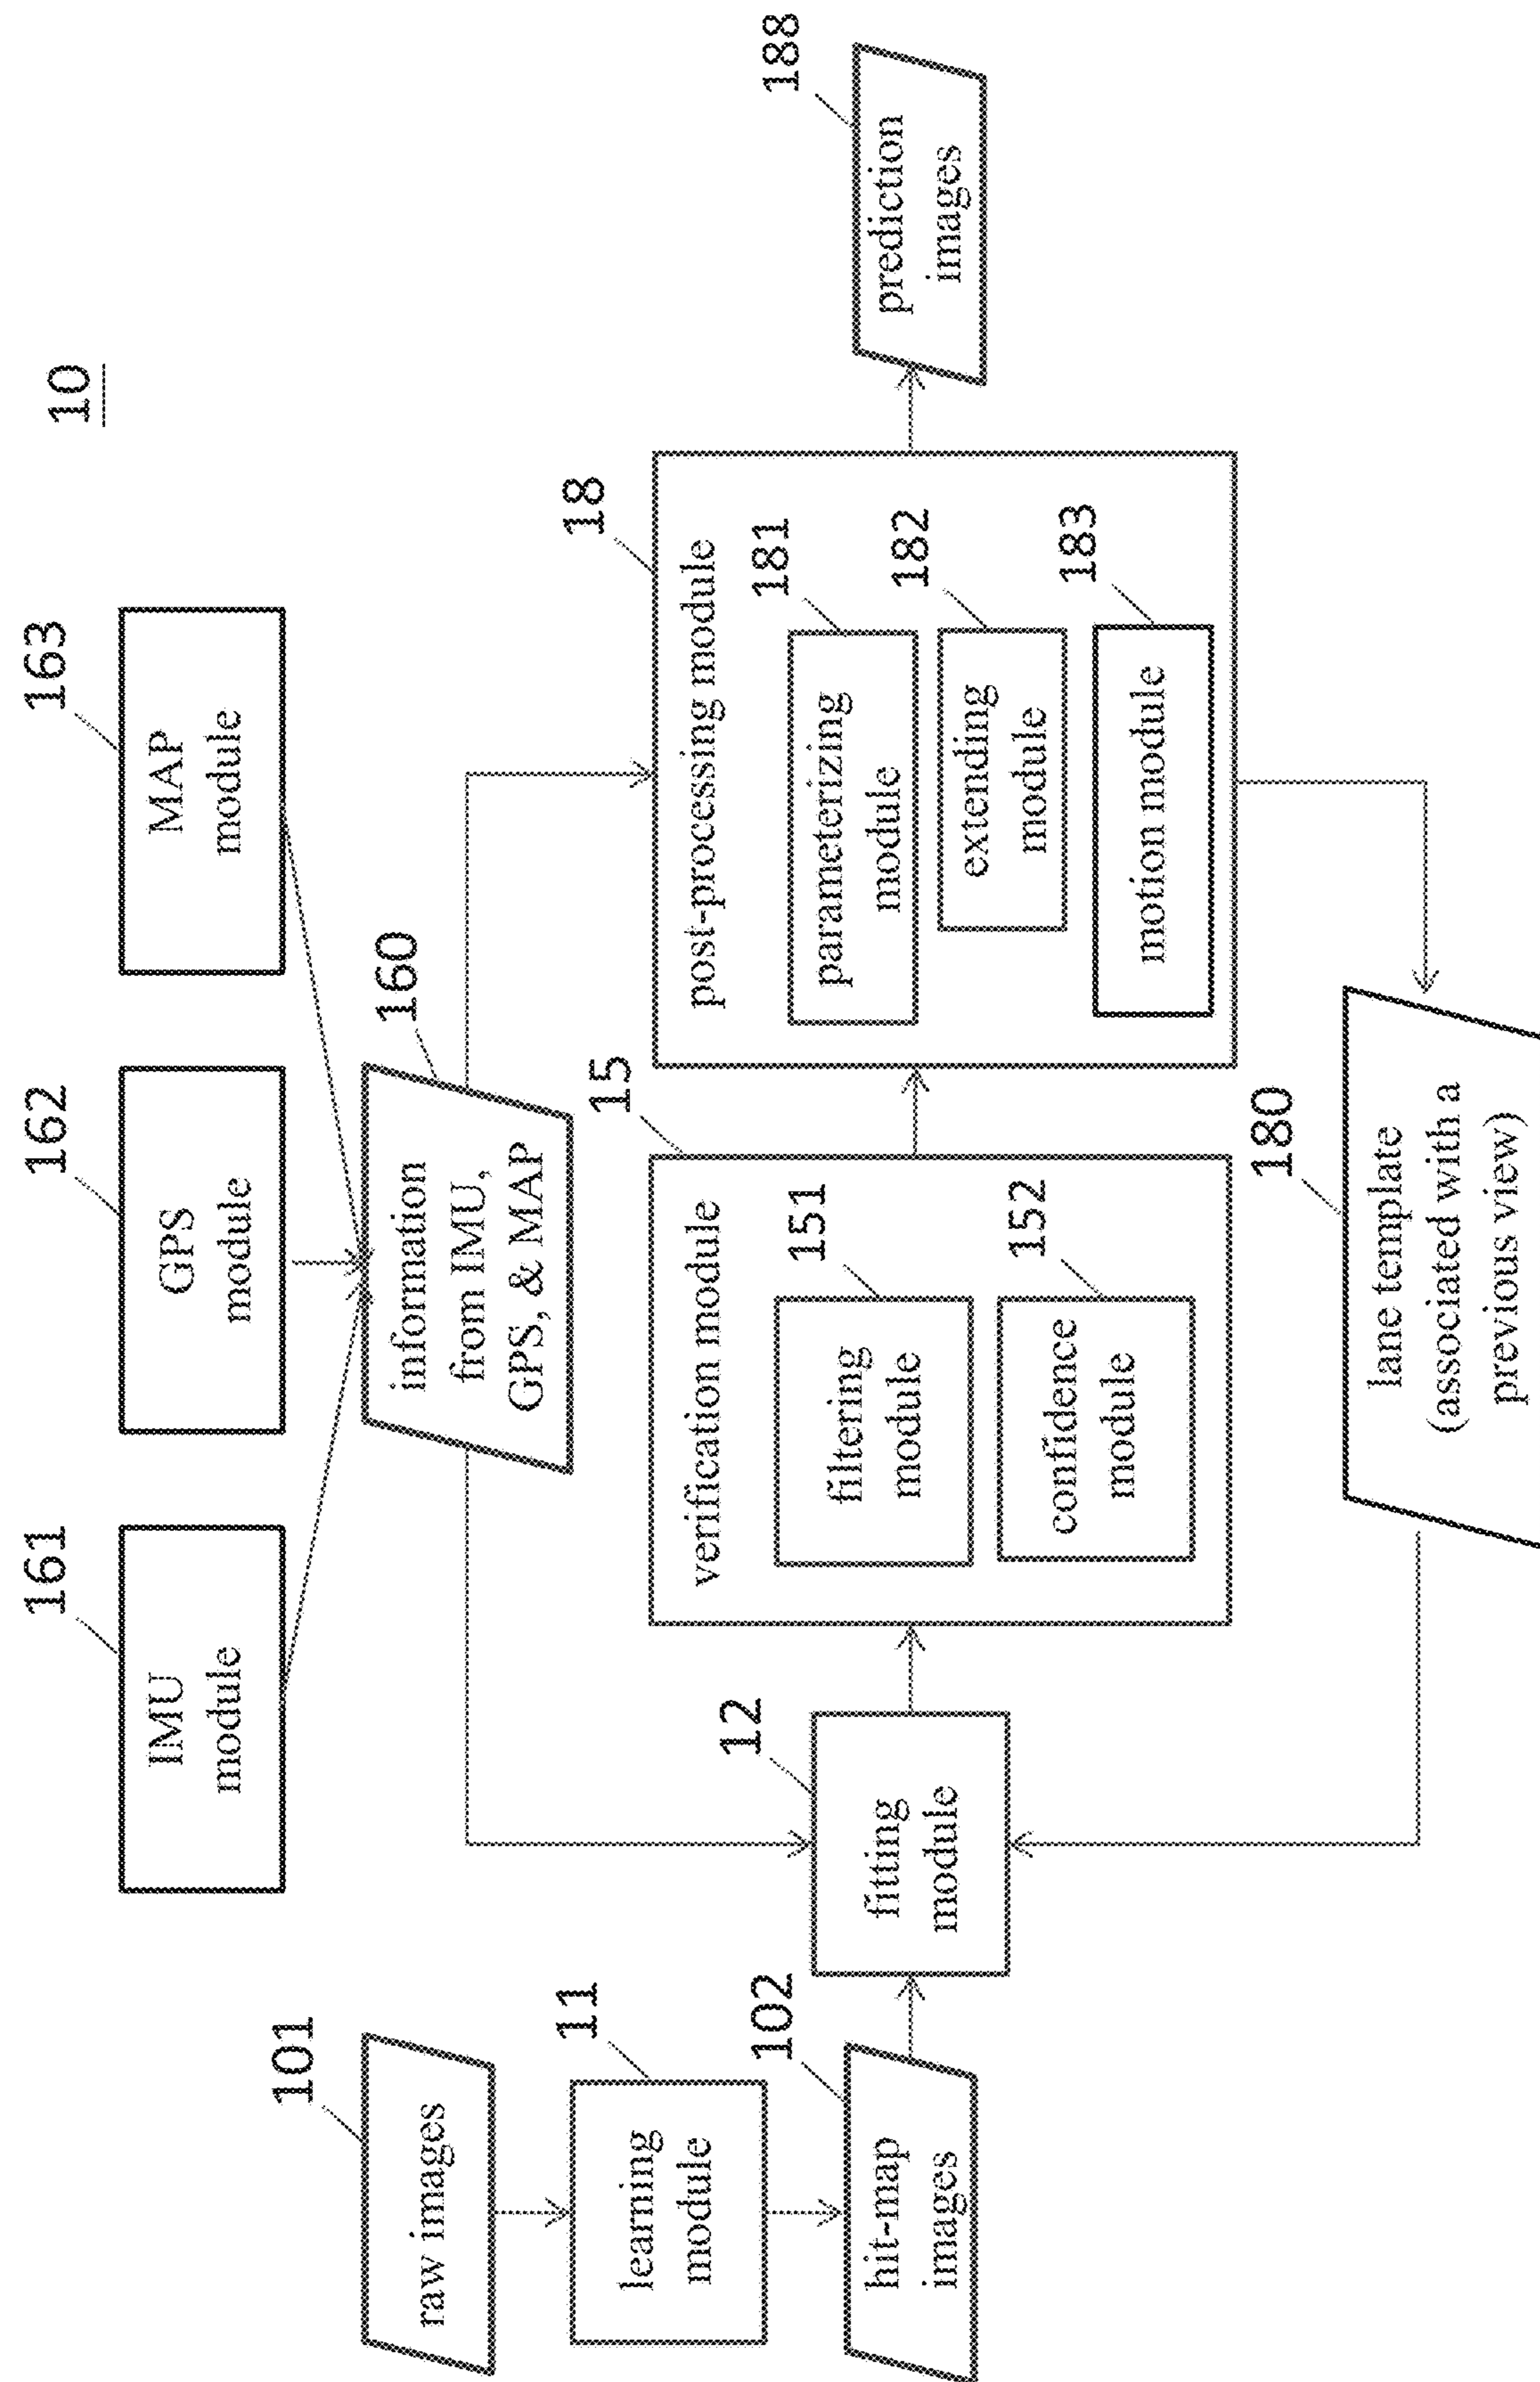 10
161
IMU
module
162
GPS
module
163
MAP
module
160
information
from IMU,
GPS, & MAP
101
raw images
11
learning
module
102
hit-map
images
12
fitting
module
15
verification module
151
filtering
module
152
confidence
module
18
post-processing module
181
parameterizing
module
182
extending
module
183
motion module
188
prediction
images
180
lane template
(associated with a
previous view)